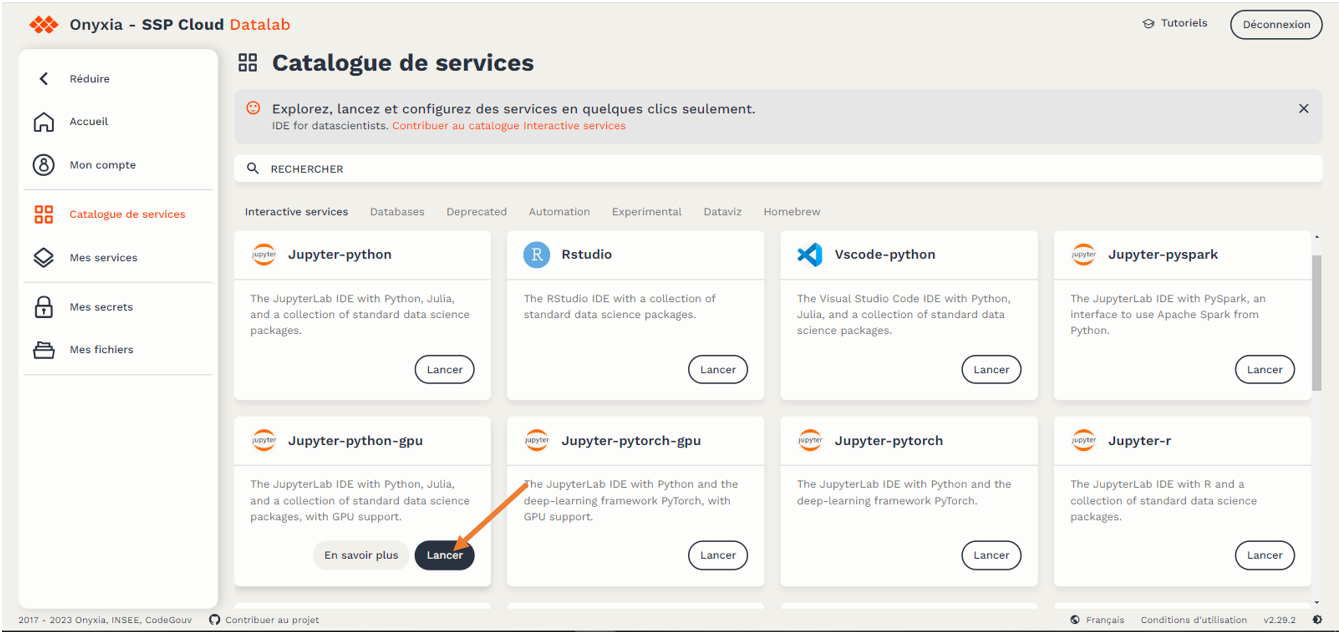 Onyxia - SSP Cloud Datalab
Tutoriels
Déconnexion
Réduire
Accueil
Mon compte
Catalogue de services
Mes services
Mes secrets
Mes fichiers
Catalogue de services
Explorez, lancez et configurez des services en quelques clics seulement.
IDE for datascientists. Contribuer au catalogue Interactive services
RECHERCHER
Interactive services Databases Deprecated Automation Experimental Dataviz Homebrew
jupyter
Jupyter-python
The JupyterLab IDE with Python, Julia,
and a collection of standard data science
packages.
Lancer
R
Rstudio
The RStudio IDE with a collection of
standard data science packages.
Lancer
Vscode-python
The Visual Studio Code IDE with Python,
Julia, and a collection of standard data
science packages.
Lancer
jupyter
Jupyter-pyspark
The JupyterLab IDE with PySpark, an
interface to use Apache Spark from
Python.
Lancer
jupyter
Jupyter-python-gpu
The JupyterLab IDE with Python, Julia,
and a collection of standard data science
packages, with GPU support.
En savoir plus
Lancer
jupyter
Jupyter-pytorch-gpu
The JupyterLab IDE with Python and the
deep-learning framework PyTorch, with
GPU support.
Lancer
jupyter
Jupyter-pytorch
The JupyterLab IDE with Python and the
deep-learning framework PyTorch.
Lancer
jupyter
Jupyter-r
The JupyterLab IDE with R and a
collection of standard data science
packages.
Lancer
2017 - 2023 Onyxia, INSEE, CodeGouv
Contribuer au projet
Français
Conditions d'utilisation
v2.29.2